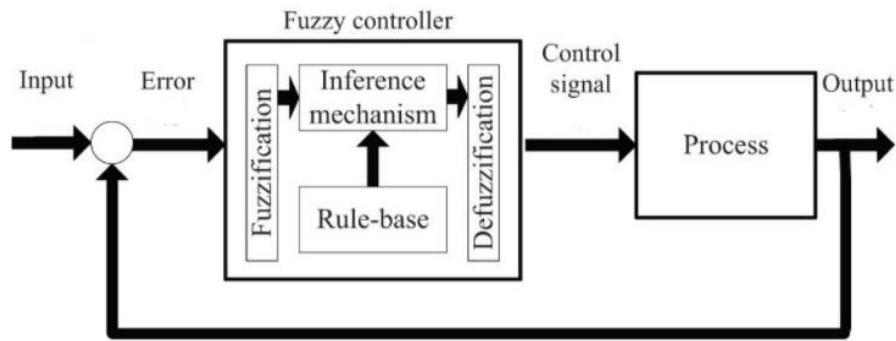 Fuzzy controller
Input
Error
Fuzzification
Inference
mechanism
Rule-base
Defuzzification
Control
signal
Process
Output